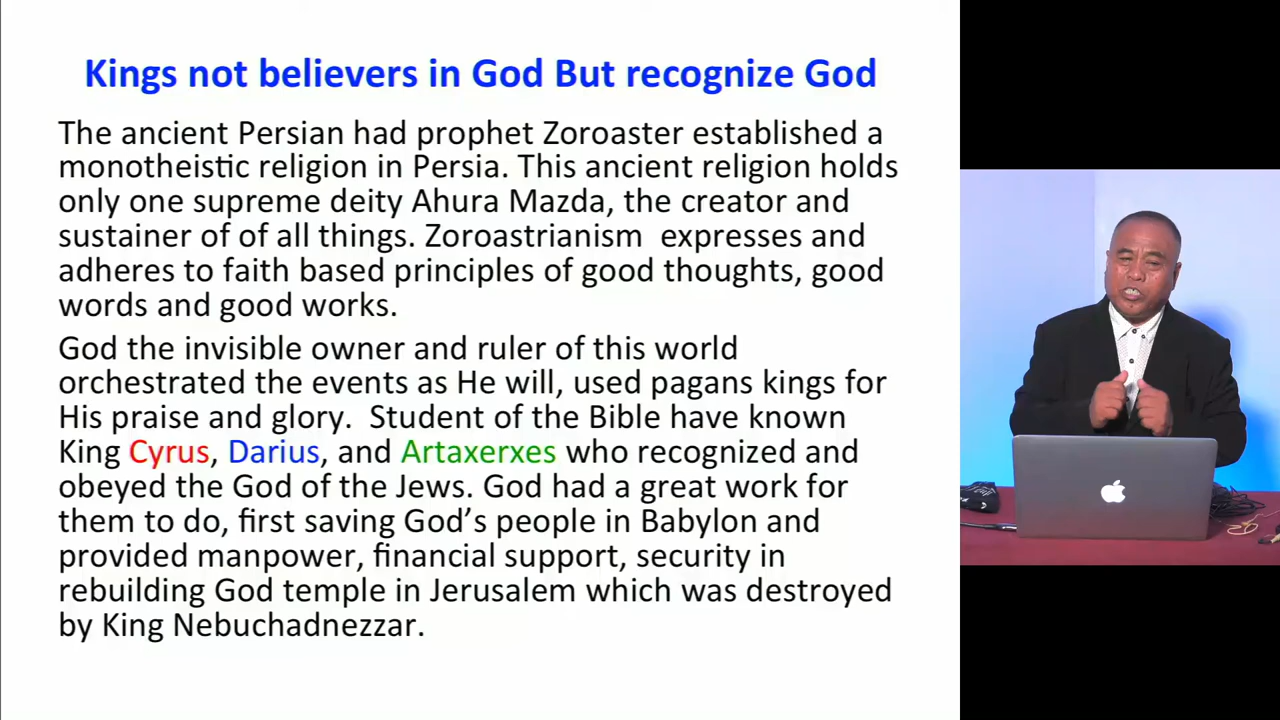 Kings not believers in God But recognize God
The ancient Persian had prophet Zoroaster established a
monotheistic religion in Persia. This ancient religion holds
only one supreme deity Ahura Mazda, the creator and
sustainer of of all things. Zoroastrianism  expresses and
adheres to faith based principles of good thoughts, good
words and good works.
God the invisible owner and ruler of this world
orchestrated the events as He will, used pagans kings for
His praise and glory.  Student of the Bible have known
King Cyrus, Darius, and Artaxerxes who recognized and
obeyed the God of the Jews. God had a great work for
them to do, first saving God’s people in Babylon and
provided manpower, financial support, security in
rebuilding God temple in Jerusalem which was destroyed
by King Nebuchadnezzar.